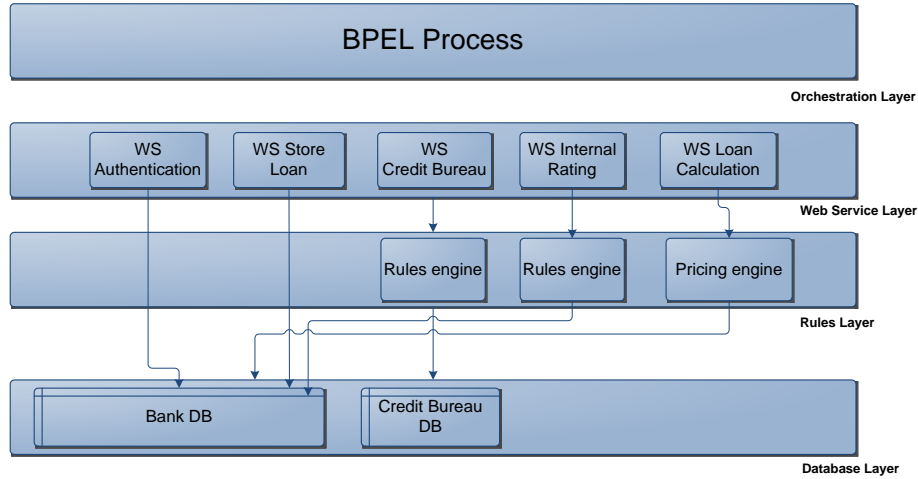 BPEL Process
Orchestration Layer
WS
Authentication
WS Store
Loan
WS
Credit Bureau
WS Internal
Rating
WS Loan
Calculation
Web Service Layer
Rules engine
Rules engine
Pricing engine
Rules Layer
Bank DB
Credit Bureau
DB
Database Layer